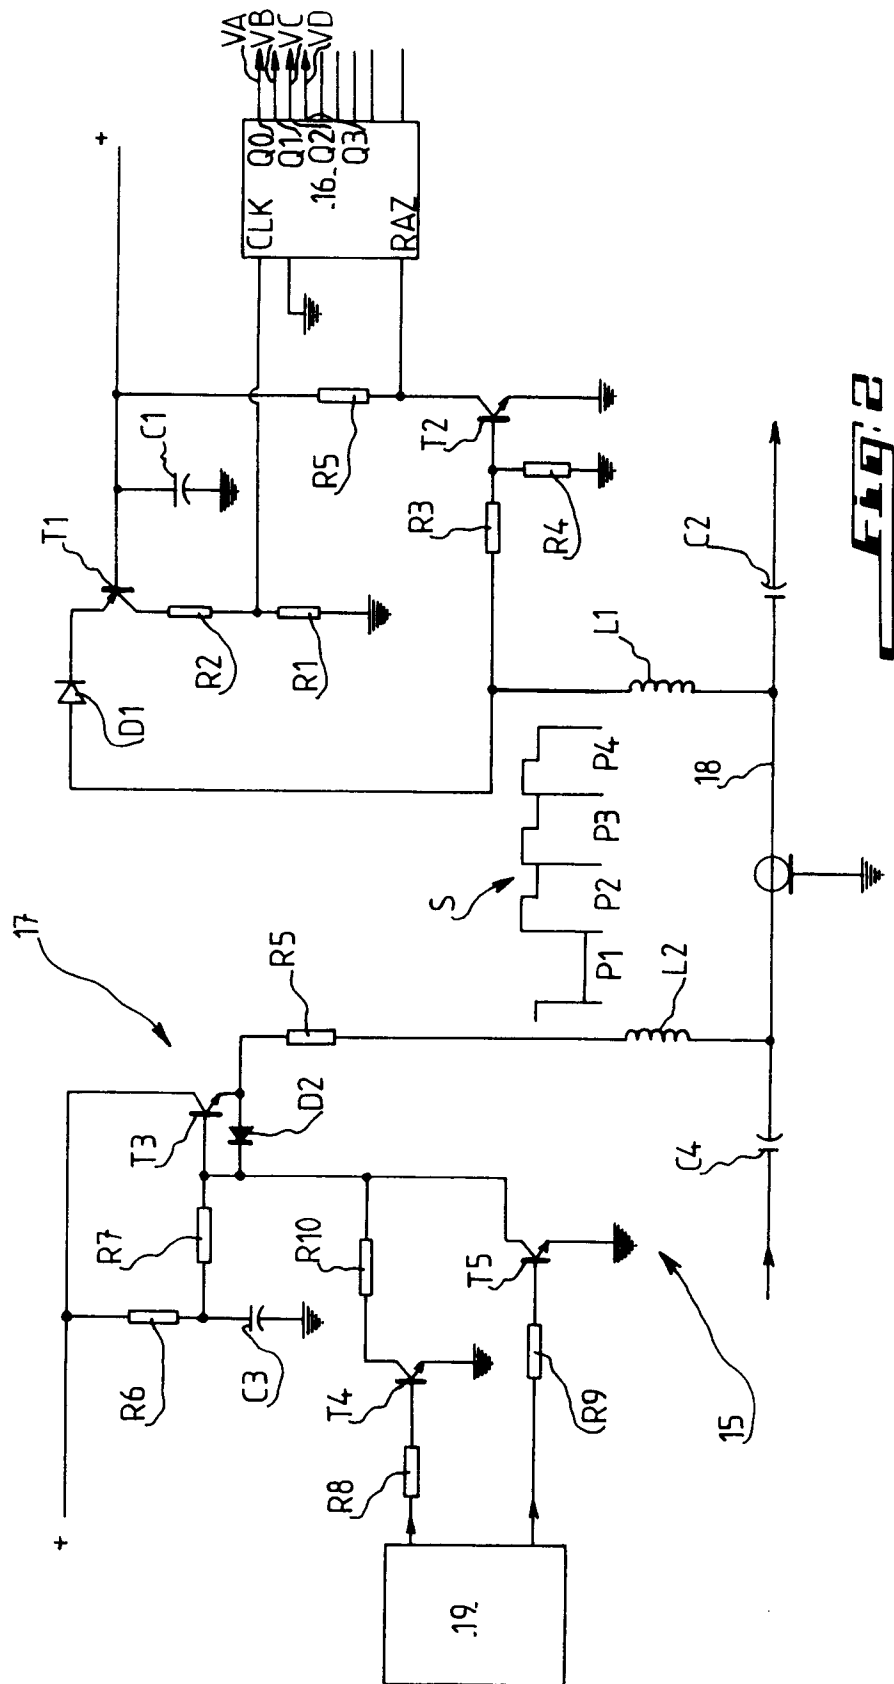 17
15
+
R6
R7
T3
D2
R5
C3
R10
T4
R8
T5
R9
19
C4
L2
S
P1
P2
P3
P4
18
L1
C2
D1
T1
C1
+
R2
R1
R5
R3
R4
T2
CLK
RAZ
16
Q0
Q1
Q2
Q3
VA
VB
VC
VD
Fig. 2